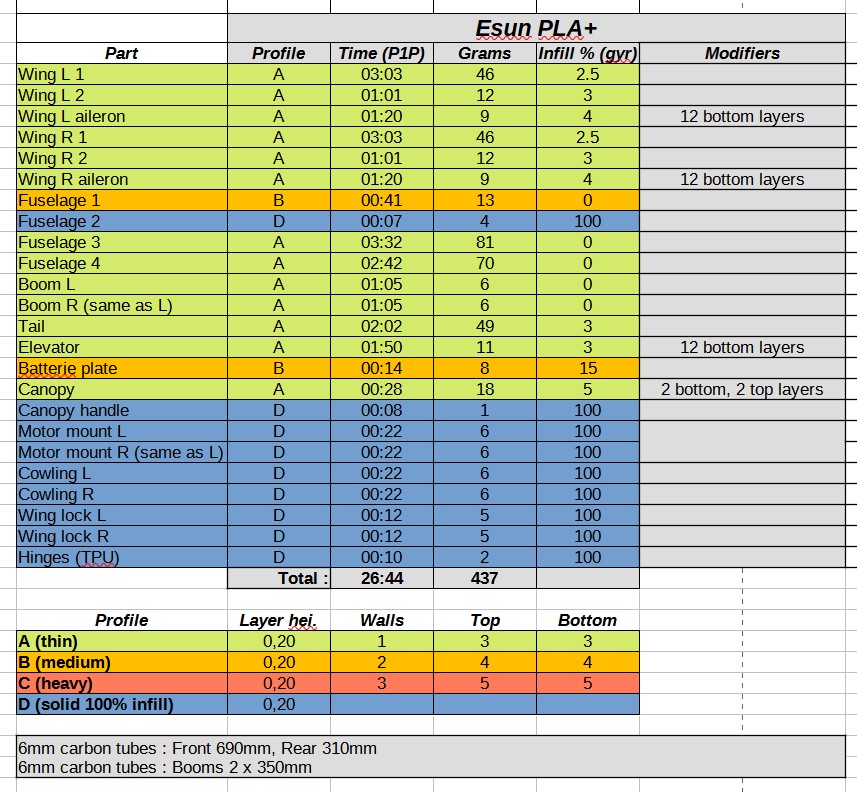 Esun PLA+
Part Profile Time (P1P) Grams Infill % (gyr) Modifiers
Wing L 1 A 03:03 46 2.5
Wing L 2 A 01:01 12 3
Wing L aileron A 01:20 9 4 12 bottom layers
Wing R 1 A 03:03 46 2.5
Wing R 2 A 01:01 12 3
Wing R aileron A 01:20 9 4 12 bottom layers
Fuselage 1 B 00:41 13 0
Fuselage 2 D 00:07 4 100
Fuselage 3 A 03:32 81 0
Fuselage 4 A 02:42 70 0
Boom L A 01:05 6 0
Boom R (same as L) A 01:05 6 0
Tail A 02:02 49 3
Elevator A 01:50 11 3 12 bottom layers
Batterie plate B 00:14 8 15
Canopy A 00:28 18 5 2 bottom, 2 top layers
Canopy handle D 00:08 1 100
Motor mount L D 00:22 6 100
Motor mount R (same as L) D 00:22 6 100
Cowling L D 00:22 6 100
Cowling R D 00:22 6 100
Wing lock L D 00:12 5 100
Wing lock R D 00:12 5 100
Hinges (TPU) D 00:10 2 100
Total : 26:44 437
Profile Layer hei. Walls Top Bottom
A (thin) 0,20 1 3 3
B (medium) 0,20 2 4 4
C (heavy) 0,20 3 5 5
D (solid 100% infill) 0,20
6mm carbon tubes : Front 690mm, Rear 310mm
6mm carbon tubes : Booms 2 x 350mm